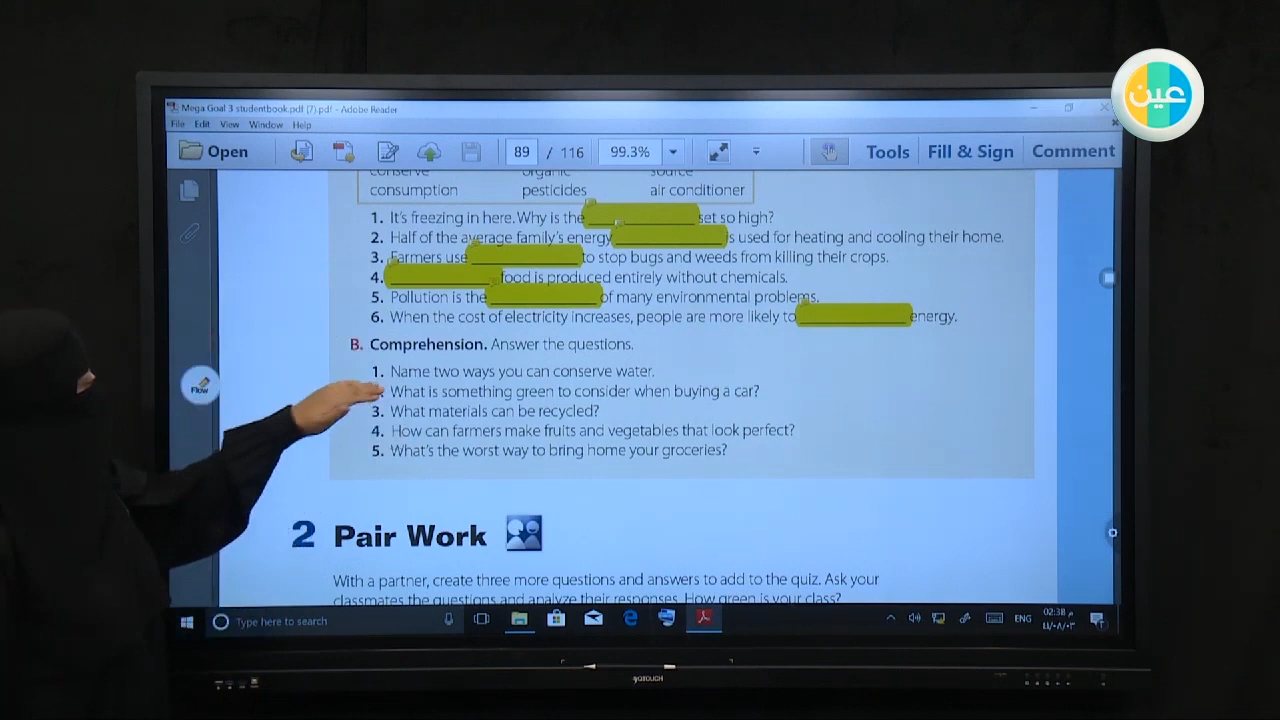 عين
Mega Goal 3 studentbook.pdf (7).pdf - Adobe Reader
File Edit View Window Help
Open 89 / 116 99.3% Tools Fill & Sign Comment
conserve organic source
consumption pesticides air conditioner
1. It's freezing in here. Why is the set so high?
2. Half of the average family's energy is used for heating and cooling their home.
3. Farmers use to stop bugs and weeds from killing their crops.
4. food is produced entirely without chemicals.
5. Pollution is the of many environmental problems.
6. When the cost of electricity increases, people are more likely to energy.
Flow
B. Comprehension. Answer the questions.
1. Name two ways you can conserve water.
What is something green to consider when buying a car?
3. What materials can be recycled?
4. How can farmers make fruits and vegetables that look perfect?
5. What's the worst way to bring home your groceries?
2 Pair Work
With a partner, create three more questions and answers to add to the quiz. Ask your
classmates the questions and analyze their responses. How green is your class?
Type here to search ENG 02:38 م